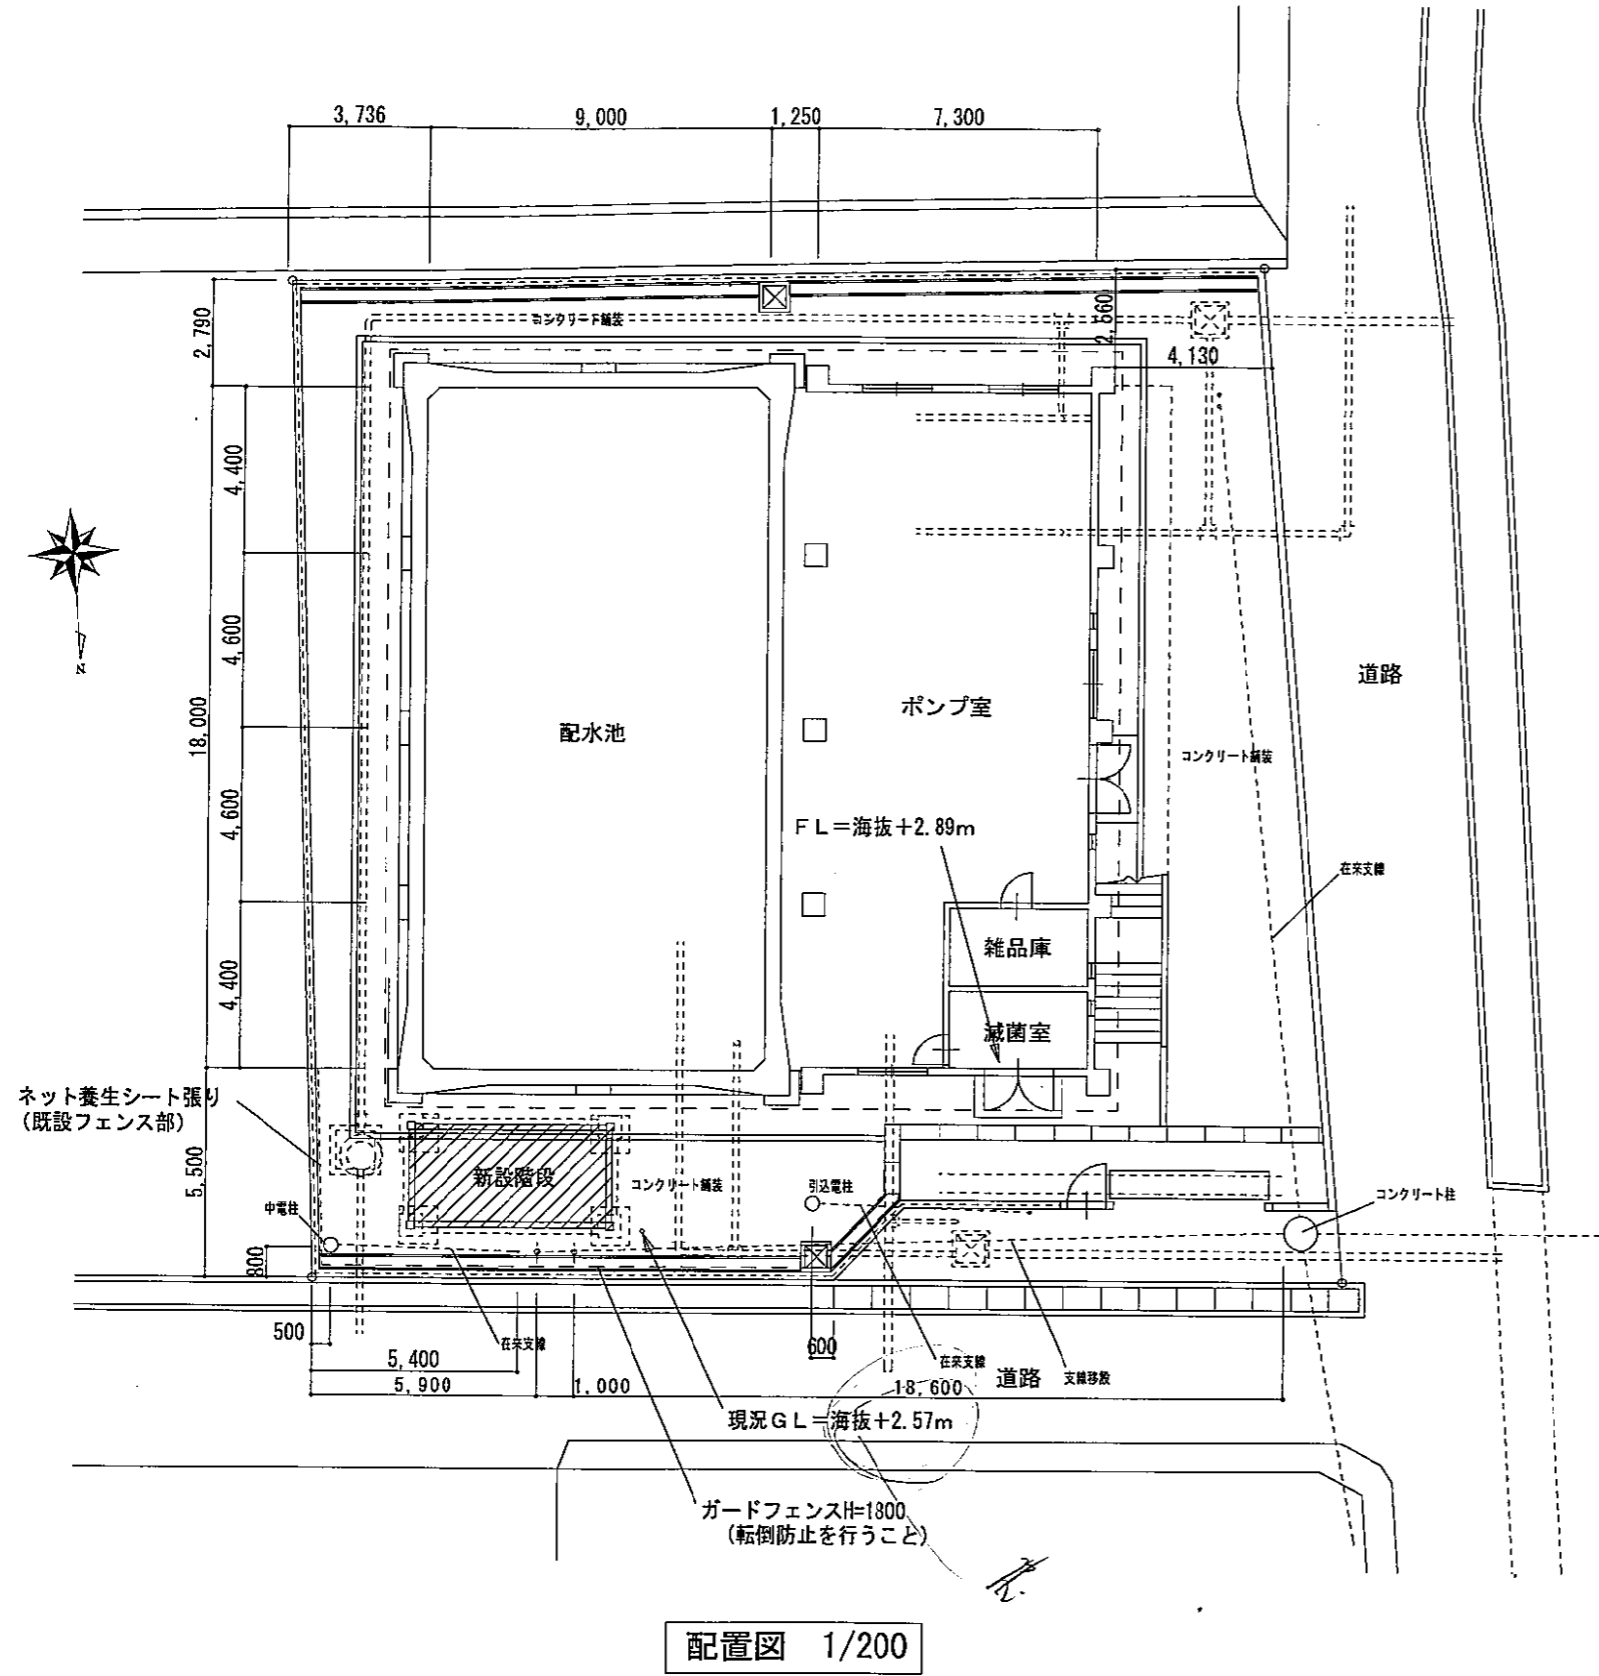 3,736
9,000
1,250
7,300
2,790
コンクリート舗装
2,560
4,130
4,400
4,600
18,000
4,600
4,400
5,500
N
道路
ポンプ室
配水池
コンクリート舗装
FL=海抜+2.89m
在来支線
雑品庫
滅菌室
ネット養生シート張り
(既設フェンス部)
新設階段
コンクリート舗装
引込電柱
コンクリート柱
中電柱
800
500
在来支線
600
在来支線
道路
支線移設
5,400
5,900
1,000
18,600
現況GL=海抜+2.57m
ガードフェンスH=1800
(転倒防止を行うこと)
配置図 1/200